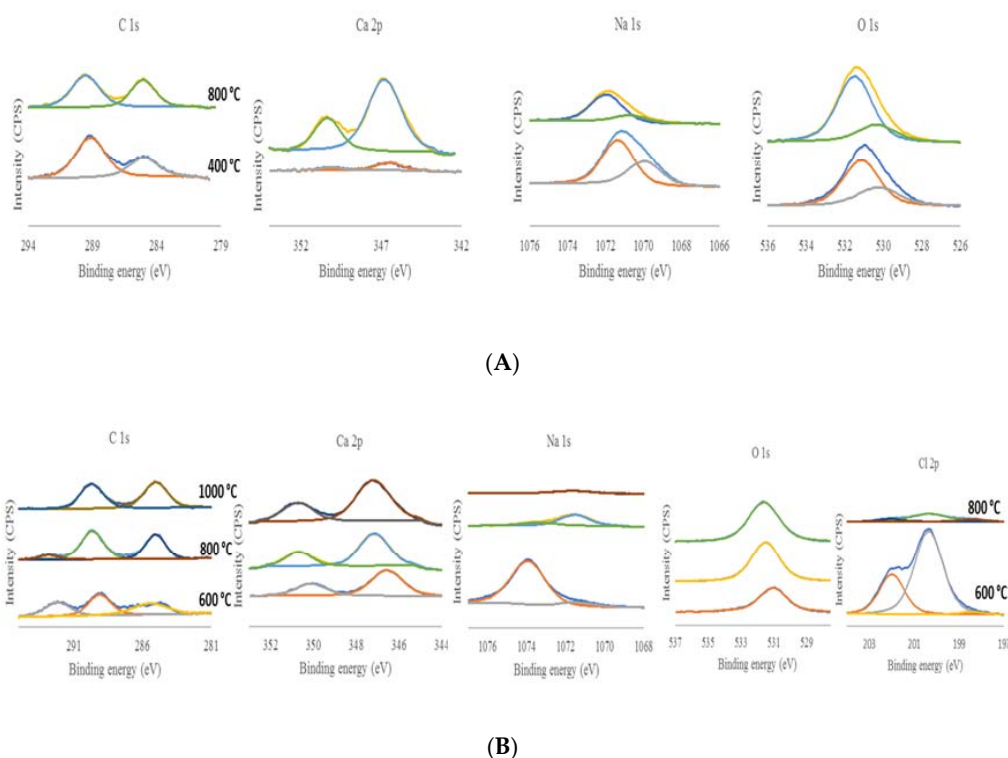 C 1s
Ca 2p
Na 1s
O 1s
Intensity (CPS)
Intensity (CPS)
Intensity (CPS)
Intensity (CPS)
800 °C
400 °C
294 289 284 279
352 347 342
1076 1074 1072 1070 1068 1066
536 534 532 530 528 526
Binding energy (eV)
Binding energy (eV)
Binding energy (eV)
Binding energy (eV)
(A)
C 1s
Ca 2p
Na 1s
O 1s
Cl 2p
Intensity (CPS)
Intensity (CPS)
Intensity (CPS)
Intensity (CPS)
Intensity (CPS)
1000 °C
800 °C
600 °C
800 °C
600 °C
291 286 281
352 350 348 346 344
1076 1074 1072 1070 1068
537 535 533 531 529
203 201 199
Binding energy (eV)
Binding energy (eV)
Binding energy (eV)
Binding energy (eV)
Binding energy (eV)
(B)